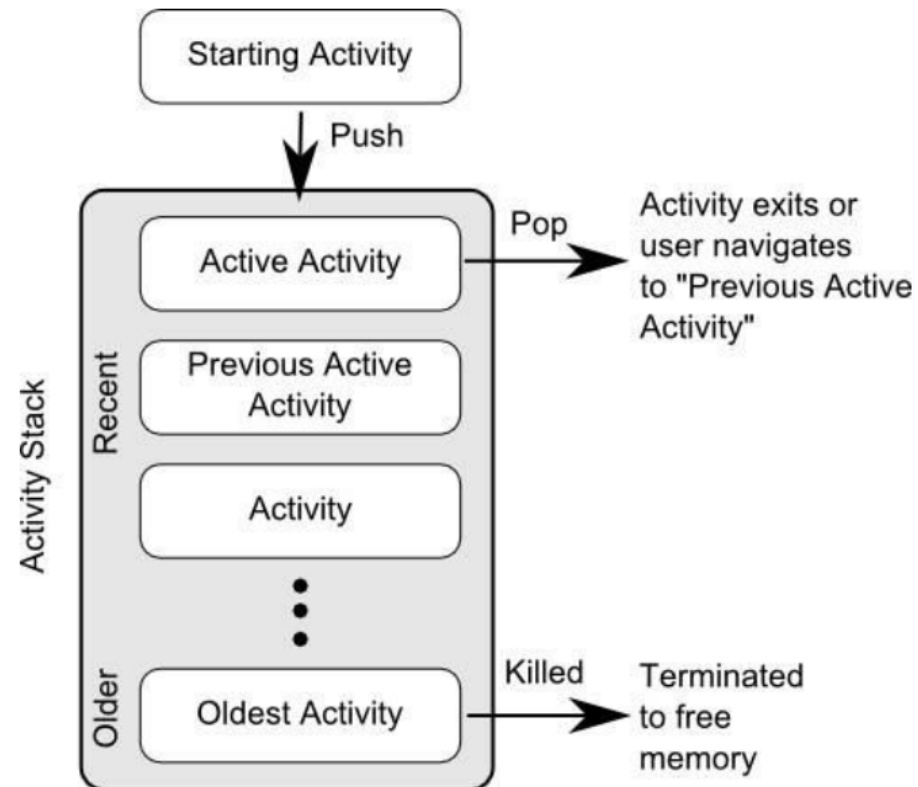 Starting Activity
Push
Active Activity
Pop
Activity exits or
user navigates
to "Previous Active
Activity"
Previous Active
Activity
Activity
Oldest Activity
Killed
Terminated
to free
memory
Recent
Older
Activity Stack